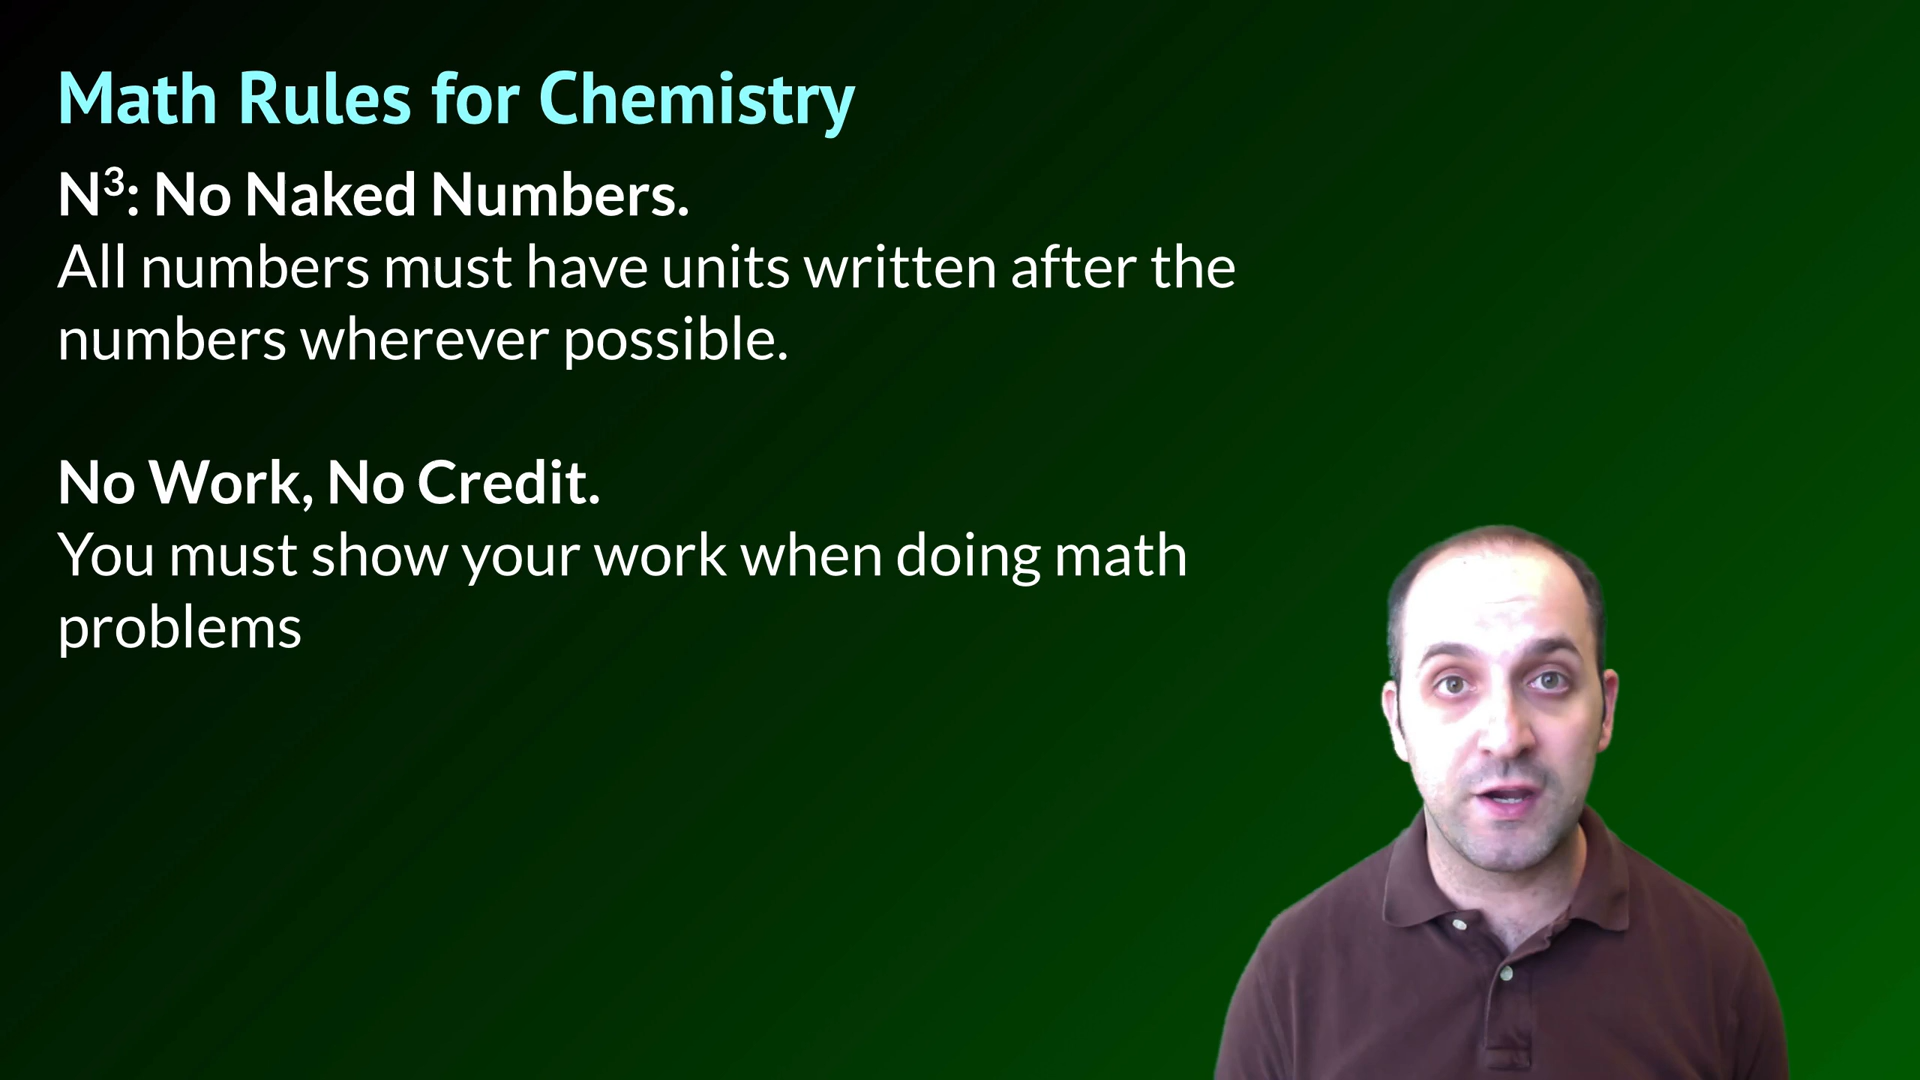 Math Rules for Chemistry
N³: No Naked Numbers.
All numbers must have units written after the
numbers wherever possible.
No Work, No Credit.
You must show your work when doing math
problems